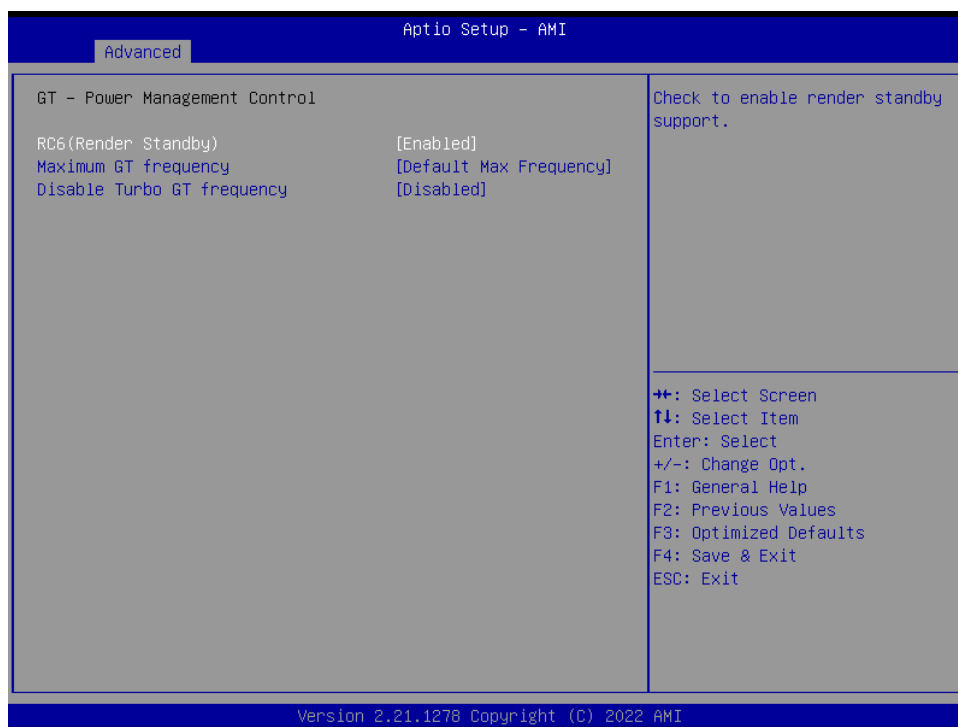 Aptio Setup – AMI
Advanced
GT – Power Management Control
RC6(Render Standby) [Enabled]
Maximum GT frequency [Default Max Frequency]
Disable Turbo GT frequency [Disabled]
Check to enable render standby
support.
→←: Select Screen
↑↓: Select Item
Enter: Select
+/-: Change Opt.
F1: General Help
F2: Previous Values
F3: Optimized Defaults
F4: Save & Exit
ESC: Exit
Version 2.21.1278 Copyright (C) 2022 AMI